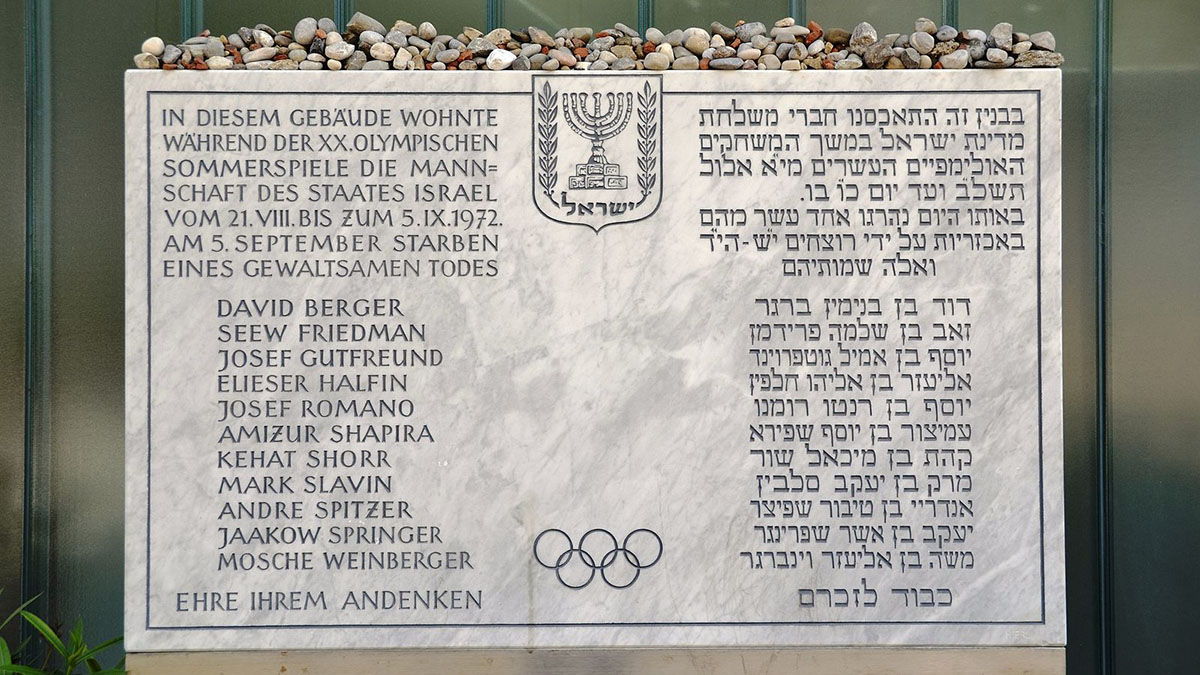 IN DIESEM GEBÄUDE WOHNTE
WÄHREND DER XX. OLYMPISCHEN
SOMMERSPIELE DIE MANN=
SCHAFT DES STAATES ISRAEL
VOM 21. VIII. BIS ZUM 5. IX. 1972.
AM 5. SEPTEMBER STARBEN
EINES GEWALTSAMEN TODES
DAVID BERGER
SEEW FRIEDMAN
JOSEF GUTFREUND
ELIESER HALFIN
JOSEF ROMANO
AMIZUR SHAPIRA
KEHAT SHORR
MARK SLAVIN
ANDRE SPITZER
JAAKOW SPRINGER
MOSCHE WEINBERGER
EHRE IHREM ANDENKEN
ישראל
בבנין זה התאכסנו חברי משלחת
מדינת ישראל במשך המשחקים
האולימפיים העשרים מי"א אלול
תשל"ב ועד יום כ"ו בו.
באותו היום נהרגו אחד עשר מהם
באכזריות על ידי רוצחים י"ש-הי"ד
ואלה שמותיהם
דוד בן בנימין ברגר
זאב בן שלמה פרידמן
יוסף בן אמיל גוטפרוינד
אליעזר בן אליהו חלפין
יוסף בן רנטו רומנו
עמיצור בן יוסף שפירא
קהת בן מיכאל שור
מרק בן יעקב סלבין
אנדריי בן טיבור שפיצר
יעקב בן אשר שפרינגר
משה בן אליעזר וינברגר
כבוד לזכרם